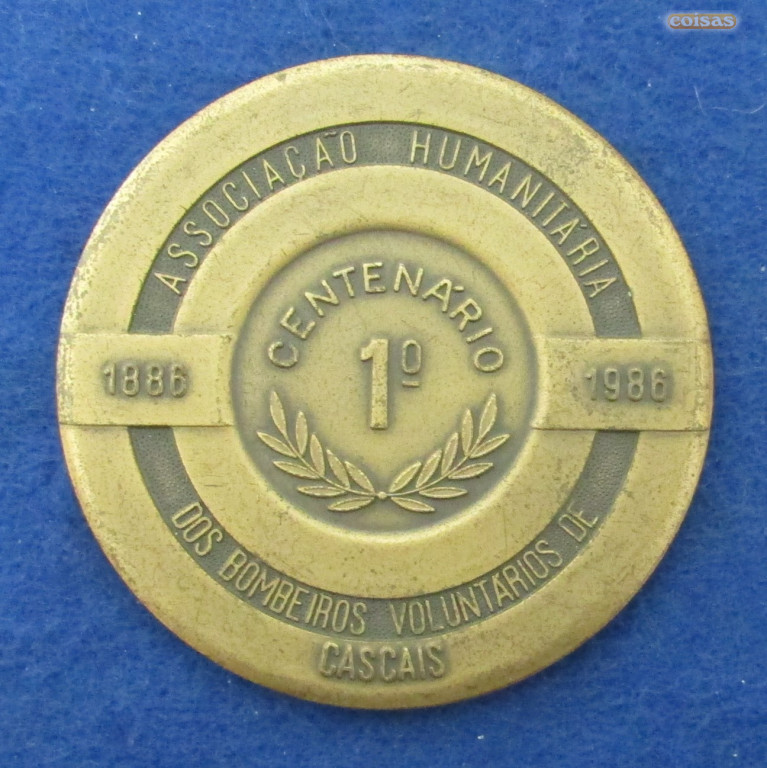 coisas
ASSOCIAÇÃO HUMANITÁRIA
CENTENÁRIO
1º
1886
1986
DOS BOMBEIROS VOLUNTÁRIOS DE
CASCAIS